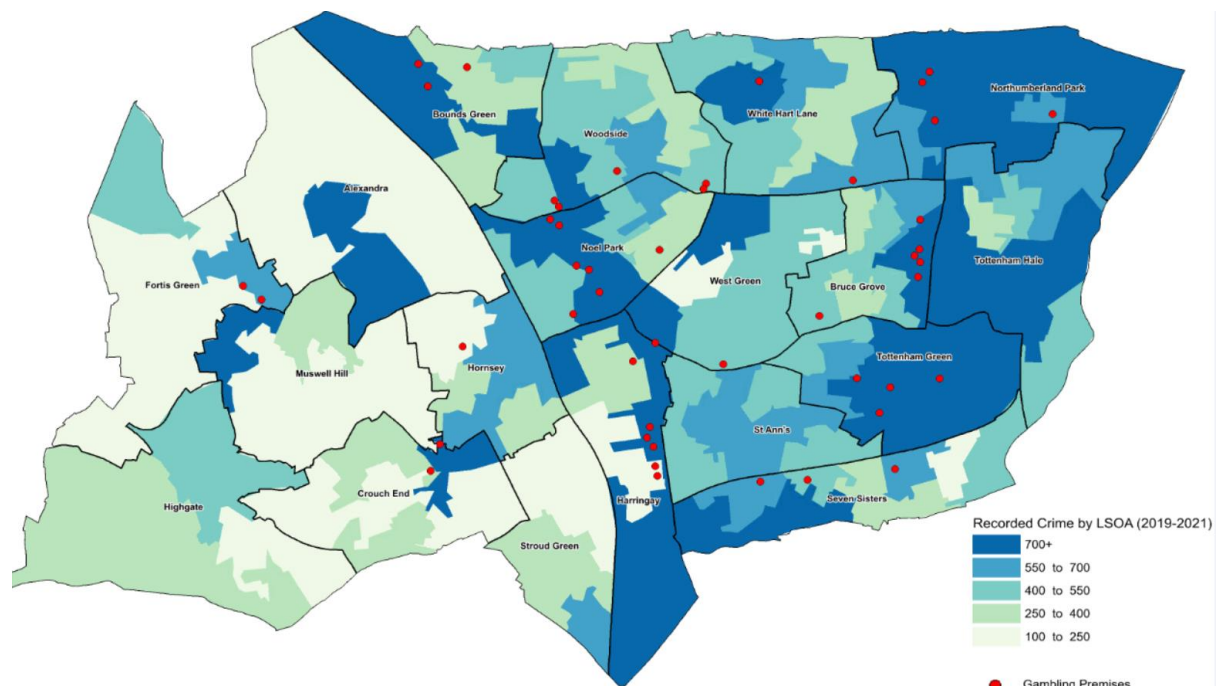 Northumberland Park
Bounds Green
White Hart Lane
Woodside
Alexandra
Noel Park
Tottenham Hale
West Green
Fortis Green
Bruce Grove
Tottenham Green
Muswell Hill
Hornsey
St Ann's
Crouch End
Seven Sisters
Harringay
Highgate
Stroud Green
Recorded Crime by LSOA (2019-2021)
700+
550 to 700
400 to 550
250 to 400
100 to 250
Gambling Premises